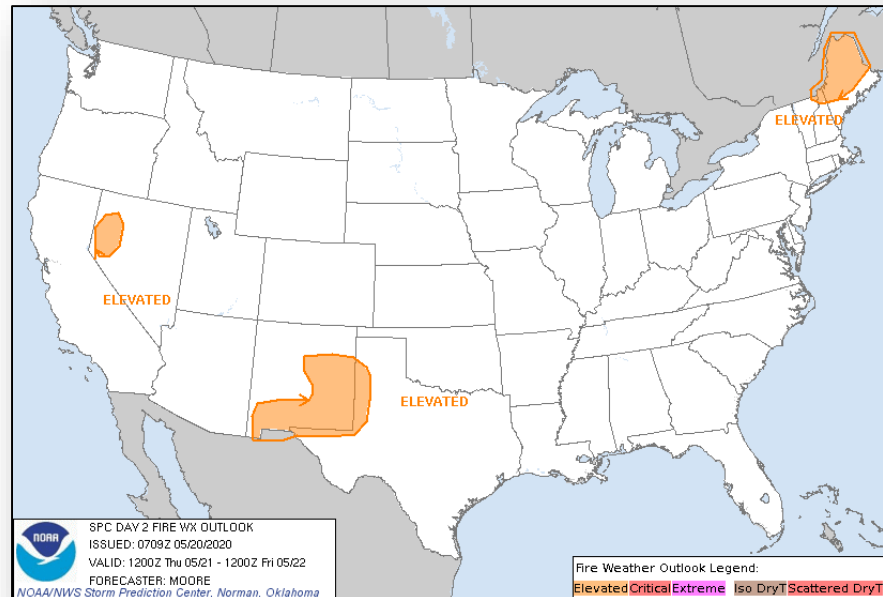 ELEVATED
ELEVATED
ELEVATED
NOAA
SPC DAY 2 FIRE WX OUTLOOK
ISSUED: 0709Z 05/20/2020
VALID: 1200Z Thu 05/21 - 1200Z Fri 05/22
FORECASTER: MOORE
NOAA/NWS Storm Prediction Center, Norman, Oklahoma
Fire Weather Outlook Legend:
Elevated Critical Extreme Iso DryT Scattered DryT